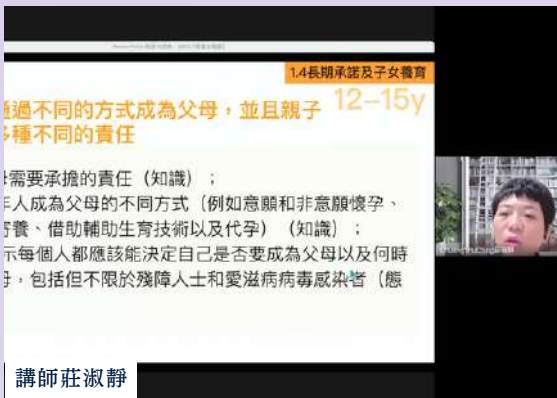 1.4長期承諾及子女養育
通過不同的方式成為父母,並且親子
12–15y
多種不同的責任
需要承擔的責任(知識);
年人成為父母的不同方式(例如意願和非意願懷孕、
寄養、借助輔助生育技術以及代孕)(知識);
示每個人都應該能決定自己是否要成為父母以及何時
母,包括但不限於殘障人士和愛滋病病毒感染者(態
講師莊淑靜